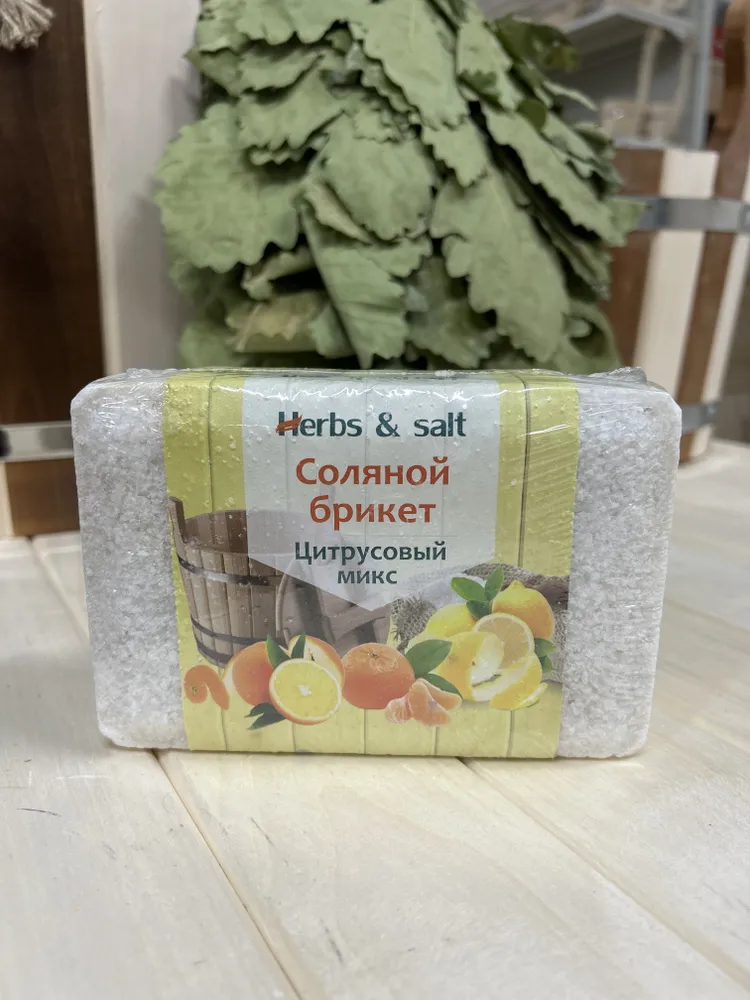 Herbs & salt
Соляной
брикет
Цитрусовый
микс